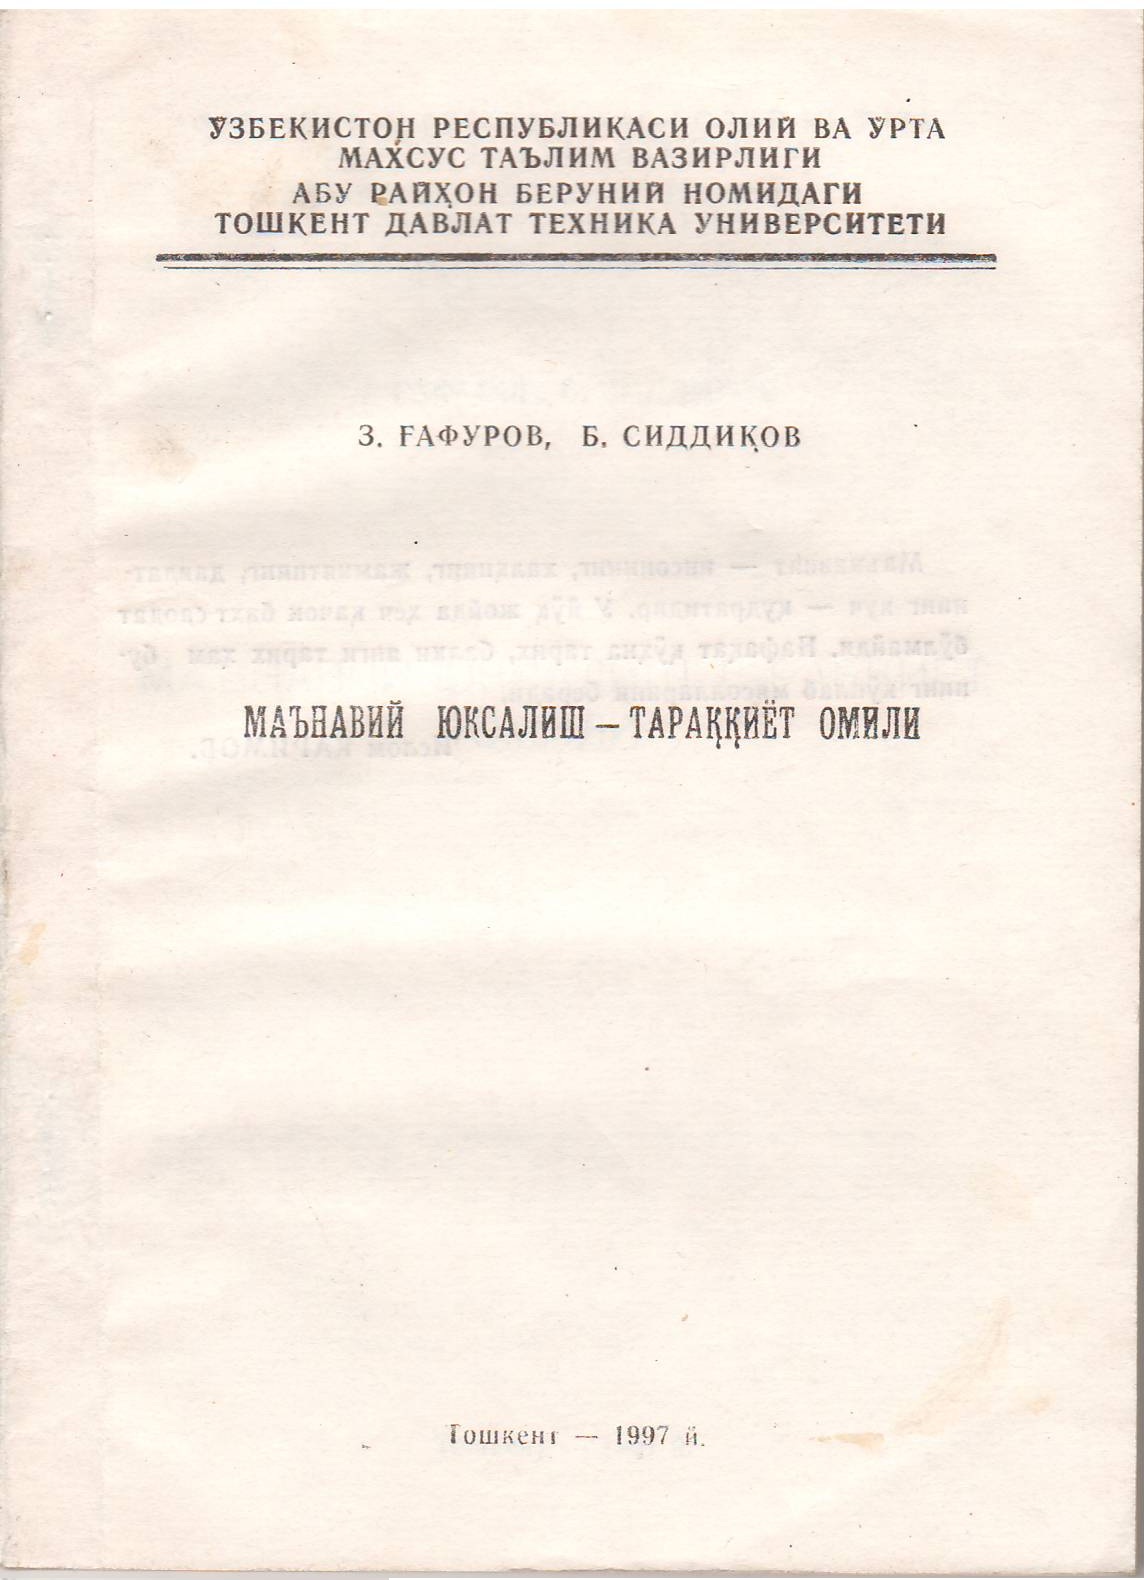 ЎЗБЕКИСТОН РЕСПУБЛИКАСИ ОЛИЙ ВА ЎРТА
МАХСУС ТАЪЛИМ ВАЗИРЛИГИ
АБУ РАЙҲОН БЕРУНИЙ НОМИДАГИ
ТОШКЕНТ ДАВЛАТ ТЕХНИКА УНИВЕРСИТЕТИ
З. ҒАФУРОВ, Б. СИДДИҚОВ
МАЪНАВИЙ ЮКСАЛИШ – ТАРАҚҚИЁТ ОМИЛИ
Тошкент — 1997 й.